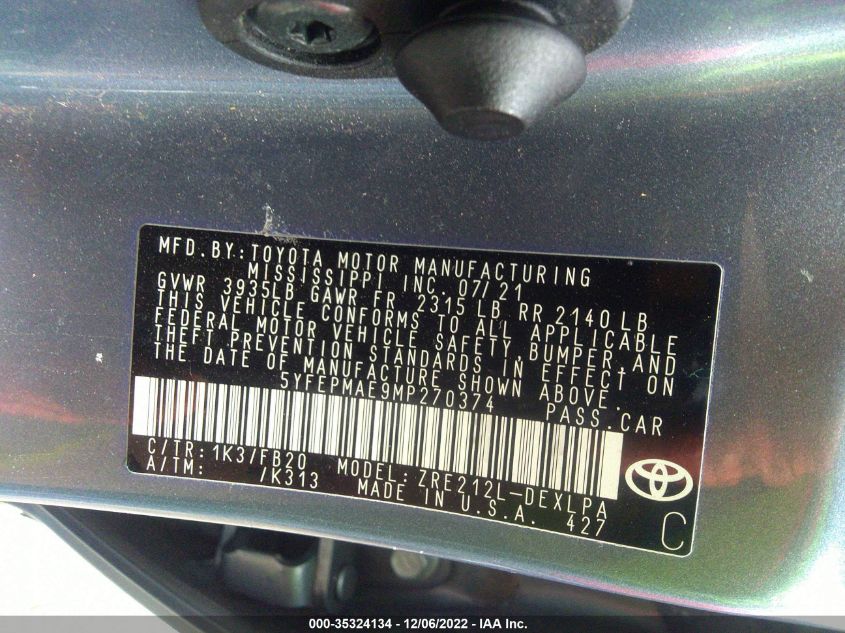 MFD.BY:TOYOTA MOTOR MANUFACTURING
MISSISSIPPI INC. 07/21
GVWR 3935LB GAWR FR 2315 LB RR 2140 LB
THIS VEHICLE CONFORMS TO ALL APPLICABLE
FEDERAL MOTOR VEHICLE SAFETY,BUMPER,AND
THEFT PREVENTION STANDARDS IN EFFECT ON
THE DATE OF MANUFACTURE SHOWN ABOVE.
5YFEPMAE9MP270374 PASS.CAR
C/TR: 1K3/FB20 MODEL: ZRE212L-DEXLPA
A/TM: /K313 MADE IN U.S.A. 427
C
000-35324134 - 12/06/2022 - IAA Inc.